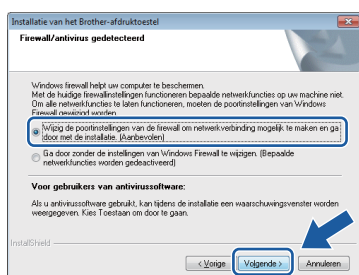 Installatie van het Brother-afdruktoestel
Firewall/antivirus gedetecteerd
Windows firewall helpt uw computer te beschermen.
Met de huidige firewallinstellingen functioneren bepaalde netwerkfuncties op uw machine niet.
Om alle netwerkfuncties te laten functioneren, moeten de poortinstellingen van Windows
Firewall gewijzigd worden.
Wijzig de poortinstellingen van de firewall om netwerkverbinding mogelijk te maken en ga
door met de installatie. (Aanbevolen)
Ga door zonder de instellingen van Windows Firewall te wijzigen. (Bepaalde
netwerkfuncties worden gedeactiveerd)
Voor gebruikers van antivirussoftware:
Als u antivirussoftware gebruikt, kan tijdens de installatie een waarschuwingsvenster worden
weergegeven. Kies Toestaan om door te gaan.
InstallShield
< Vorige
Volgende >
Annuleren